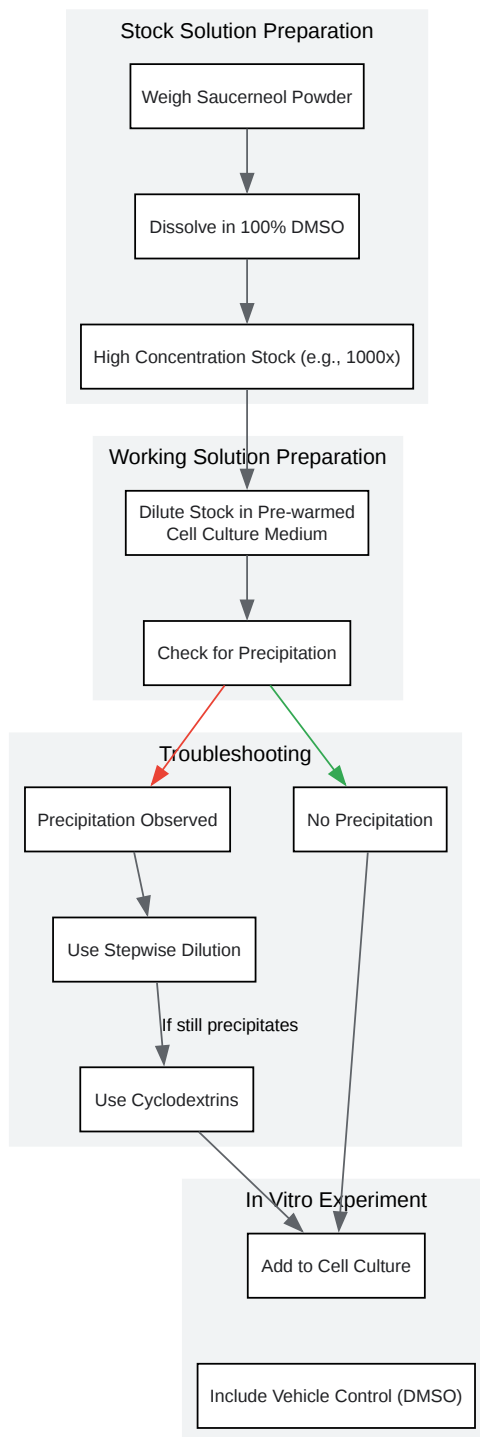 Stock Solution Preparation
Weigh Saucerneol Powder
Dissolve in 100% DMSO
High Concentration Stock (e.g., 1000x)
Working Solution Preparation
Dilute Stock in Pre-warmed
Cell Culture Medium
Check for Precipitation
Troubleshooting
Precipitation Observed
No Precipitation
Use Stepwise Dilution
If still precipitates
Use Cyclodextrins
In Vitro Experiment
Add to Cell Culture
Include Vehicle Control (DMSO)